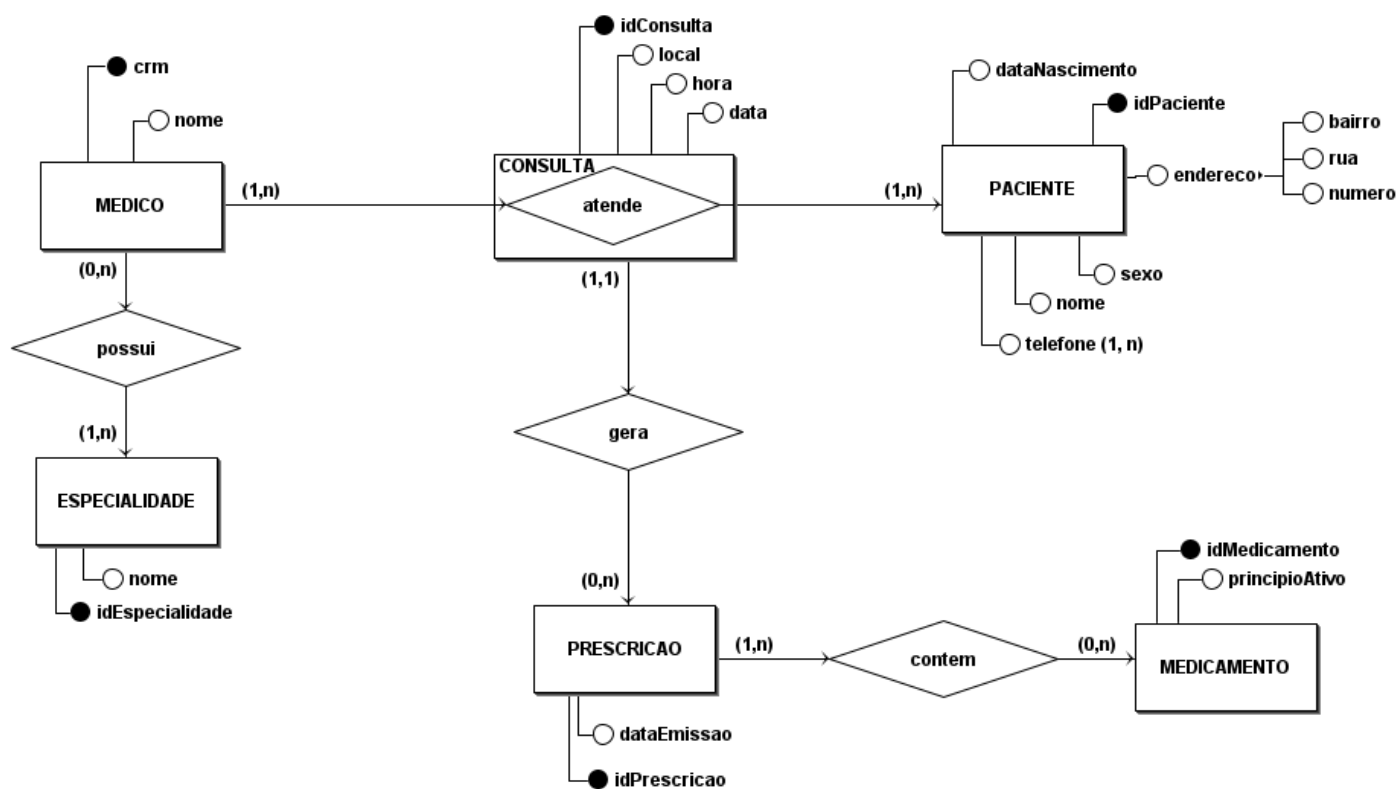 idConsulta
local
hora
data
crm
nome
MEDICO
(1,n)
CONSULTA
atende
(1,n)
dataNascimento
idPaciente
PACIENTE
endereco
bairro
rua
numero
sexo
nome
telefone (1, n)
(0,n)
possui
(1,n)
ESPECIALIDADE
nome
idEspecialidade
(1,1)
gera
(0,n)
PRESCRICAO
dataEmissao
idPrescricao
(1,n)
contem
(0,n)
idMedicamento
principioAtivo
MEDICAMENTO